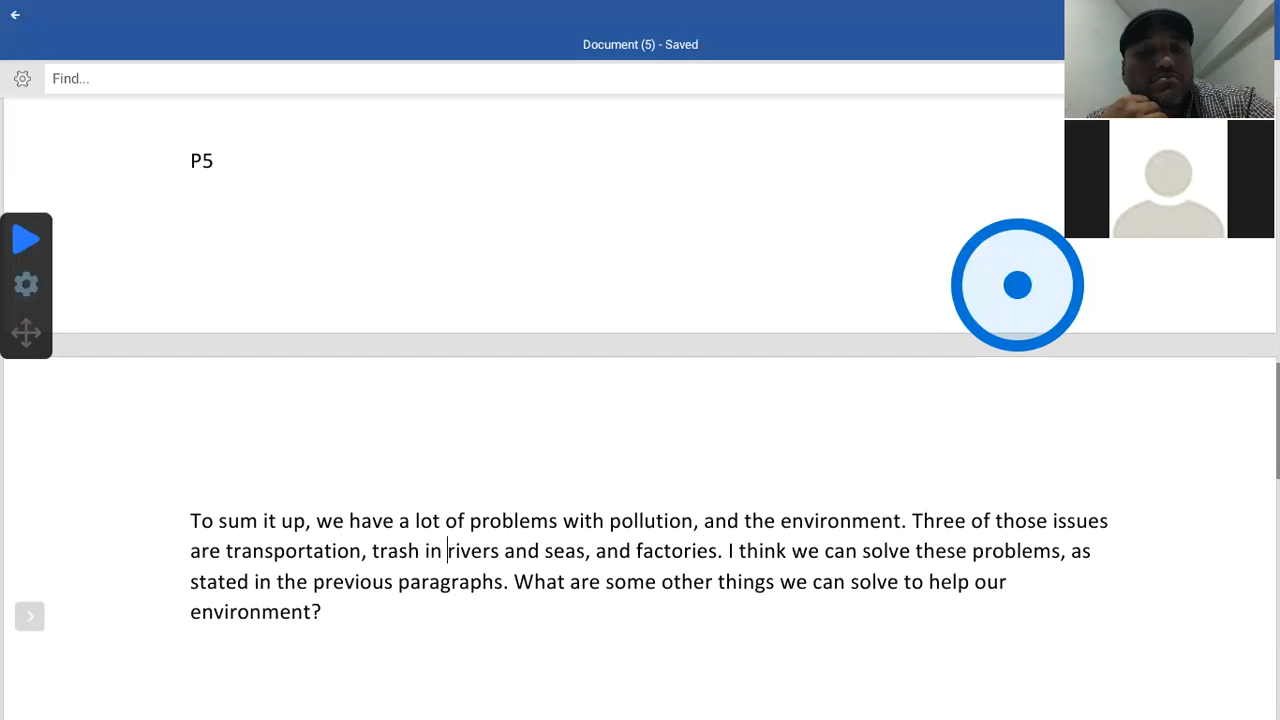 Document (5) - Saved
Find...
P5
To sum it up, we have a lot of problems with pollution, and the environment. Three of those issues
are transportation, trash in rivers and seas, and factories. I think we can solve these problems, as
stated in the previous paragraphs. What are some other things we can solve to help our
environment?